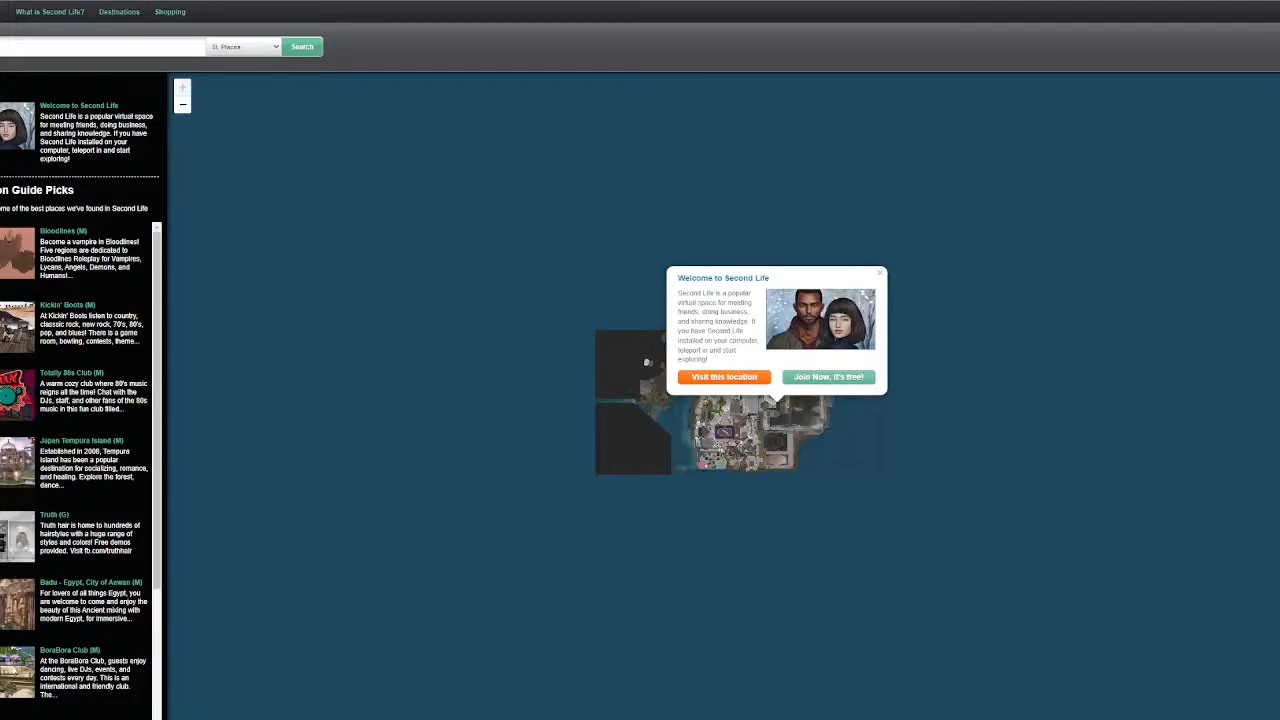 What is Second Life? Destinations Shopping
SL Places Search
+
−
Welcome to Second Life
Second Life is a popular virtual space
for meeting friends, doing business,
and sharing knowledge. If you have
Second Life installed on your
computer, teleport in and start
exploring!
on Guide Picks
ome of the best places we've found in Second Life
Bloodlines (M)
Become a vampire in Bloodlines!
Five regions are dedicated to
Bloodlines Roleplay for Vampires,
Lycans, Angels, Demons, and
Humans!...
Kickin' Boots (M)
At Kickin' Boots listen to country,
classic rock, new rock, 70's, 80's,
pop, and blues! There is a game
room, bowling, contests, theme...
Totally 80s Club (M)
A warm cozy club where 80's music
reigns all the time! Chat with the
DJs, staff, and other fans of the 80s
music in this fun club filled...
Japan Tempura Island (M)
Established in 2008, Tempura
Island has been a popular
destination for socializing, romance,
and healing. Explore the forest,
dance...
Truth (G)
Truth hair is home to hundreds of
hairstyles with a huge range of
styles and colors! Free demos
provided. Visit fb.com/truthhair
Badu - Egypt, City of Aswan (M)
For lovers of all things Egypt, you
are welcome to come and enjoy the
beauty of this Ancient mixing with
modern Egypt, for immersive...
BoraBora Club (M)
At the BoraBora Club, guests enjoy
dancing, live DJs, events, and
contests every day. This is an
international and friendly club.
The...
Welcome to Second Life
Second Life is a popular
virtual space for meeting
friends, doing business,
and sharing knowledge. If
you have Second Life
installed on your computer,
teleport in and start
exploring!
Visit this location Join Now, it's free!